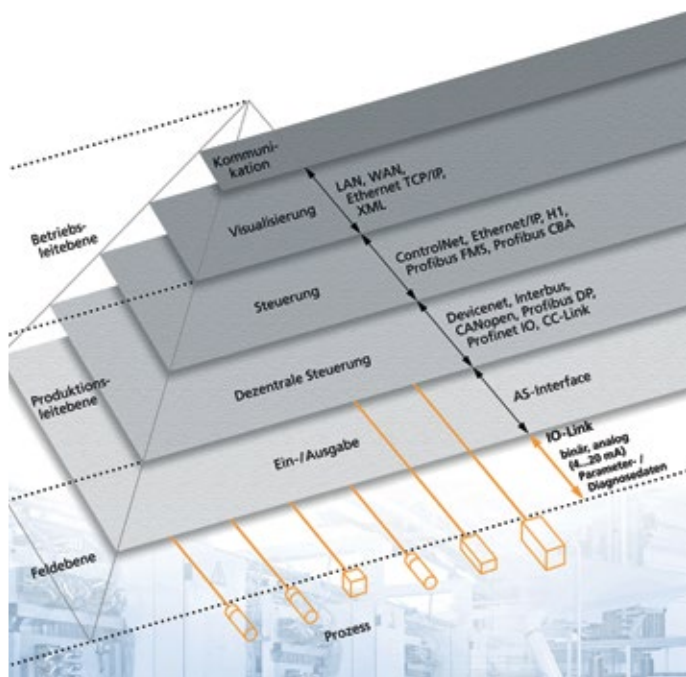 Kommuni-
kation
LAN, WAN,
Ethernet TCP/IP,
XML
Betriebs-
leitebene
Visualisierung
ControlNet, Ethernet/IP, H1,
Profibus FMS, Profibus CBA
Steuerung
Devicenet, Interbus,
CANopen, Profibus DP,
Profinet IO, CC-Link
Produktions-
leitebene
Dezentrale Steuerung
AS-Interface
Ein-/Ausgabe
IO-Link
binär, analog
(4...20 mA)
Parameter-/
Diagnosedaten
Feldebene
Prozess